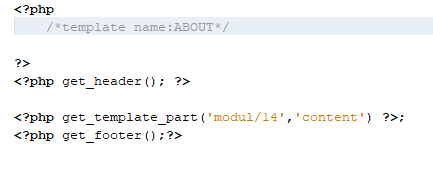 <?php
/*template name:ABOUT*/
?>
<?php get_header(); ?>
<?php get_template_part('modul/14','content') ?>;
<?php get_footer();?>